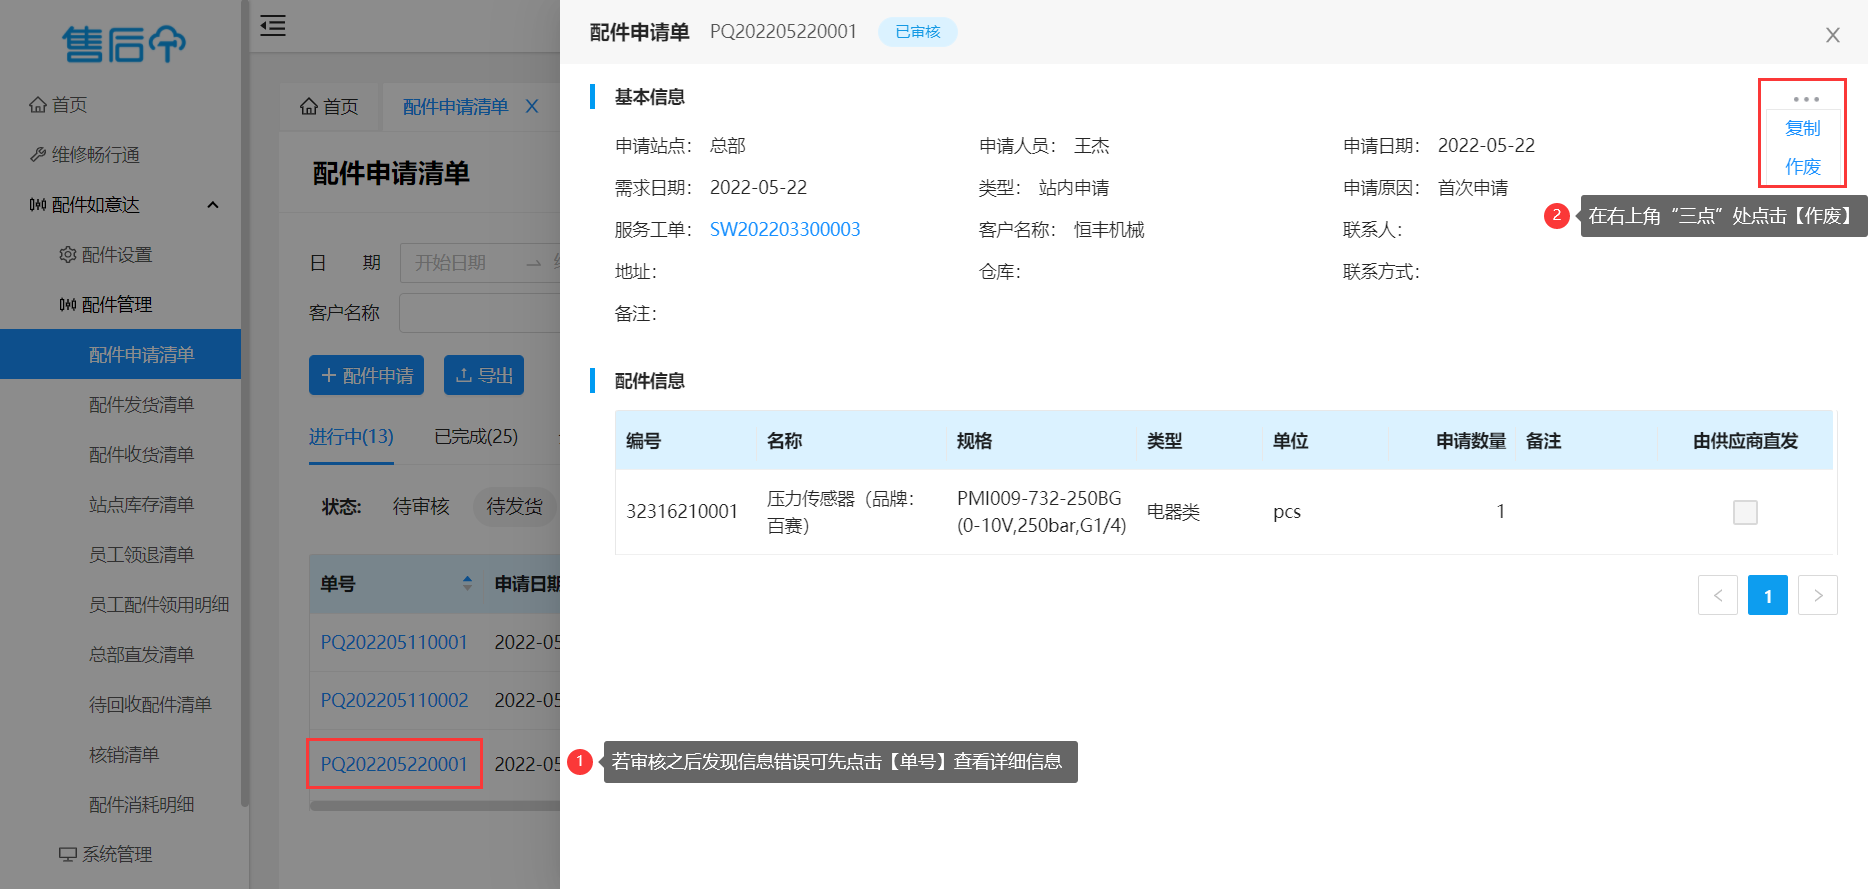 售后个
首页
维修畅行通
配件如意达
配件设置
配件管理
配件申请清单
配件发货清单
配件收货清单
站点库存清单
员工领退清单
员工配件领用明细
总部直发清单
待回收配件清单
核销清单
配件消耗明细
系统管理
首页
配件申请清单 X
配件申请清单
日 期 开始日期 →
客户名称
+ 配件申请
导出
进行中(13) 已完成(25)
状态: 待审核 待发货
单号 申请日期
PQ202205110001 2022-05
PQ202205110002 2022-05
PQ202205220001 2022-05
1 若审核之后发现信息错误可先点击【单号】查看详细信息
配件申请单 PQ202205220001 已审核 X
基本信息
•••
复制
作废
2 在右上角“三点”处点击【作废】
申请站点: 总部 申请人员: 王杰 申请日期: 2022-05-22
需求日期: 2022-05-22 类型: 站内申请 申请原因: 首次申请
服务工单: SW202203300003 客户名称: 恒丰机械 联系人:
地址: 仓库: 联系方式:
备注:
配件信息
编号 名称 规格 类型 单位 申请数量 备注 由供应商直发
32316210001 压力传感器（品牌: 百赛） PMI009-732-250BG (0-10V,250bar,G1/4) 电器类 pcs 1
< 1 >